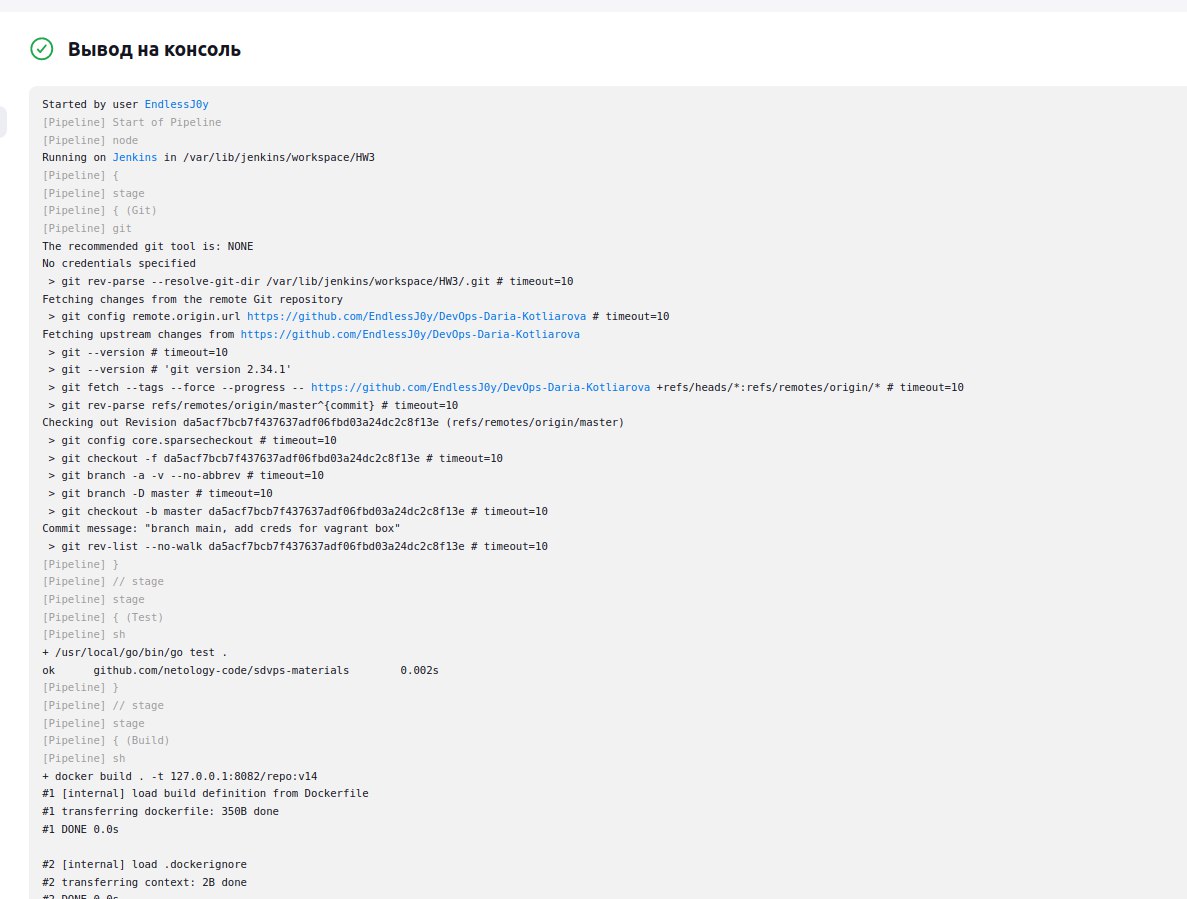 Вывод на консоль
Started by user EndlessJ0y
[Pipeline] Start of Pipeline
[Pipeline] node
Running on Jenkins in /var/lib/jenkins/workspace/HW3
[Pipeline] {
[Pipeline] stage
[Pipeline] { (Git)
[Pipeline] git
The recommended git tool is: NONE
No credentials specified
 > git rev-parse --resolve-git-dir /var/lib/jenkins/workspace/HW3/.git # timeout=10
Fetching changes from the remote Git repository
 > git config remote.origin.url https://github.com/EndlessJ0y/DevOps-Daria-Kotliarova # timeout=10
Fetching upstream changes from https://github.com/EndlessJ0y/DevOps-Daria-Kotliarova
 > git --version # timeout=10
 > git --version # 'git version 2.34.1'
 > git fetch --tags --force --progress -- https://github.com/EndlessJ0y/DevOps-Daria-Kotliarova +refs/heads/*:refs/remotes/origin/* # timeout=10
 > git rev-parse refs/remotes/origin/master^{commit} # timeout=10
Checking out Revision da5acf7bcb7f437637adf06fbd03a24dc2c8f13e (refs/remotes/origin/master)
 > git config core.sparsecheckout # timeout=10
 > git checkout -f da5acf7bcb7f437637adf06fbd03a24dc2c8f13e # timeout=10
 > git branch -a -v --no-abbrev # timeout=10
 > git branch -D master # timeout=10
 > git checkout -b master da5acf7bcb7f437637adf06fbd03a24dc2c8f13e # timeout=10
Commit message: "branch main, add creds for vagrant box"
 > git rev-list --no-walk da5acf7bcb7f437637adf06fbd03a24dc2c8f13e # timeout=10
[Pipeline] }
[Pipeline] // stage
[Pipeline] stage
[Pipeline] { (Test)
[Pipeline] sh
+ /usr/local/go/bin/go test .
ok      github.com/netology-code/sdvps-materials        0.002s
[Pipeline] }
[Pipeline] // stage
[Pipeline] stage
[Pipeline] { (Build)
[Pipeline] sh
+ docker build . -t 127.0.0.1:8082/repo:v14
#1 [internal] load build definition from Dockerfile
#1 transferring dockerfile: 350B done
#1 DONE 0.0s
#2 [internal] load .dockerignore
#2 transferring context: 2B done
#2 DONE 0.0s